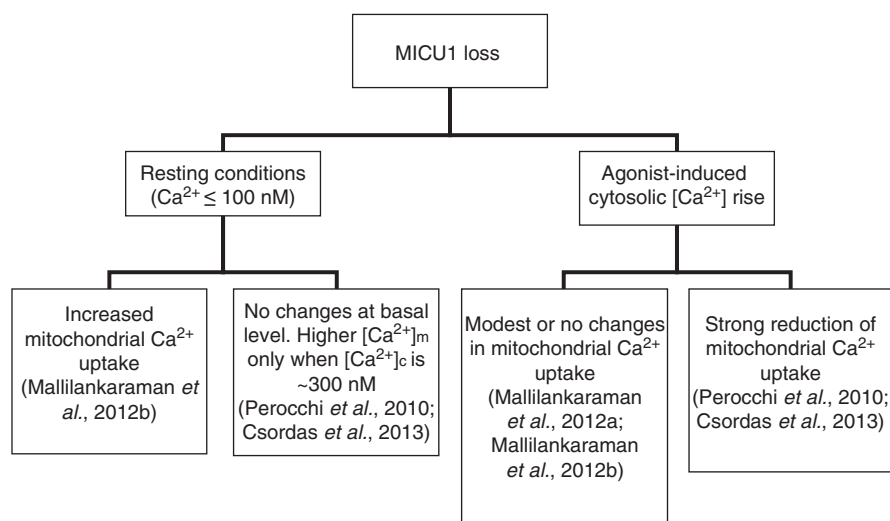 MICU1 loss
Resting conditions
(Ca²⁺ ≤ 100 nM)
Agonist-induced
cytosolic [Ca²⁺] rise
Increased
mitochondrial Ca²⁺
uptake
(Mallilankaraman et
al., 2012b)
No changes at basal
level. Higher [Ca²⁺]m
only when [Ca²⁺]c is
~300 nM
(Perocchi et al., 2010;
Csordas et al., 2013)
Modest or no changes
in mitochondrial Ca²⁺
uptake
(Mallilankaraman
et al., 2012a;
Mallilankaraman
et al., 2012b)
Strong reduction of
mitochondrial Ca²⁺
uptake
(Perocchi et al., 2010;
Csordas et al., 2013)